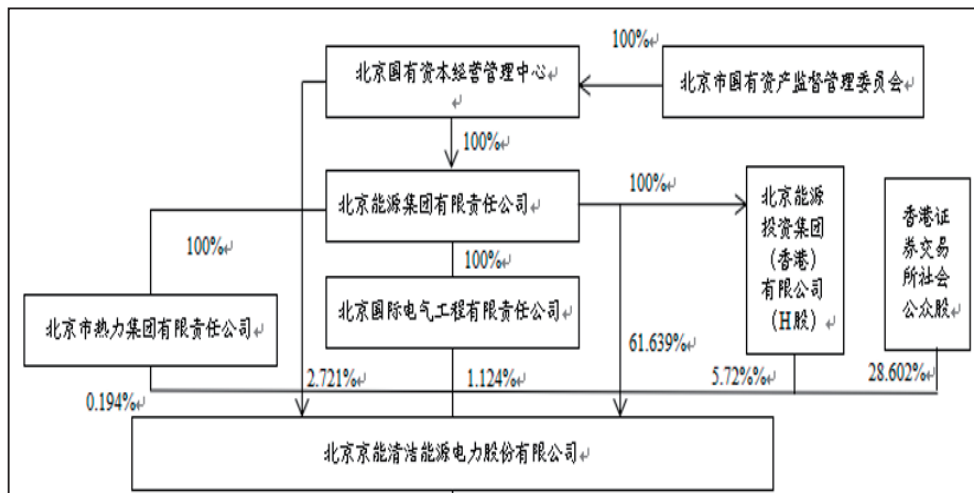 100%
北京国有资本经营管理中心
北京市国有资产监督管理委员会
100%
北京能源集团有限责任公司
100%
北京能源
投资集团
（香港）
有限公司
（H股）
香港证
券交易
所社会
公众股
100%
100%
北京市热力集团有限责任公司
北京国际电气工程有限责任公司
61.639%
0.194%
2.721%
1.124%
5.72%%
28.602%
北京京能清洁能源电力股份有限公司